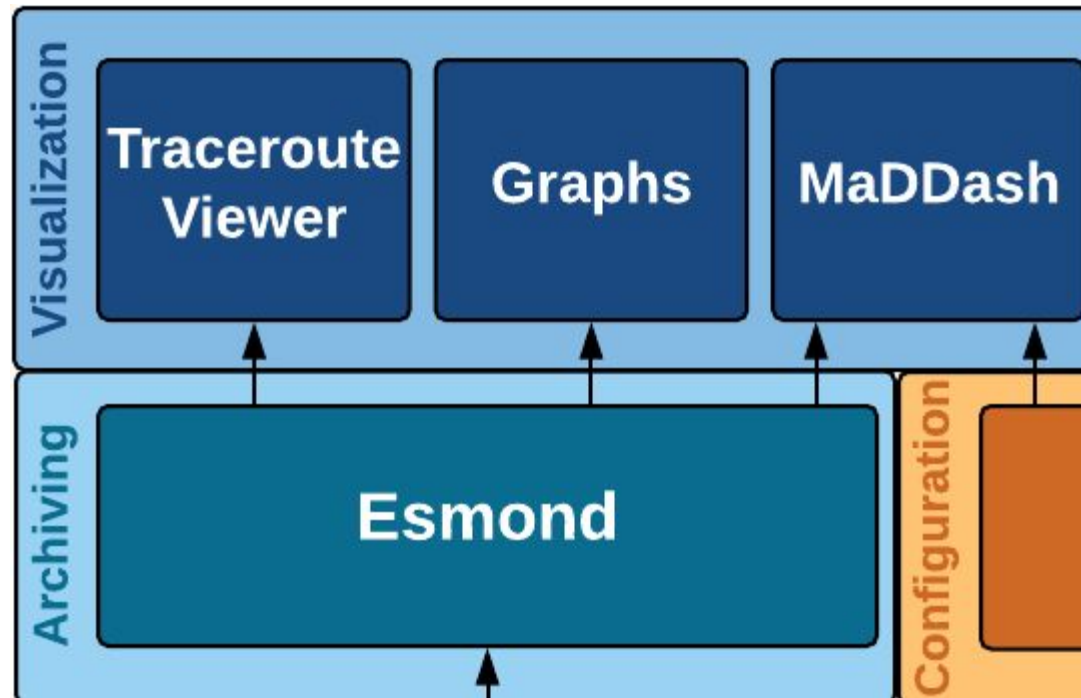 Visualization
Traceroute
Viewer
Graphs
MaDDash
Archiving
Esmond
Configuration